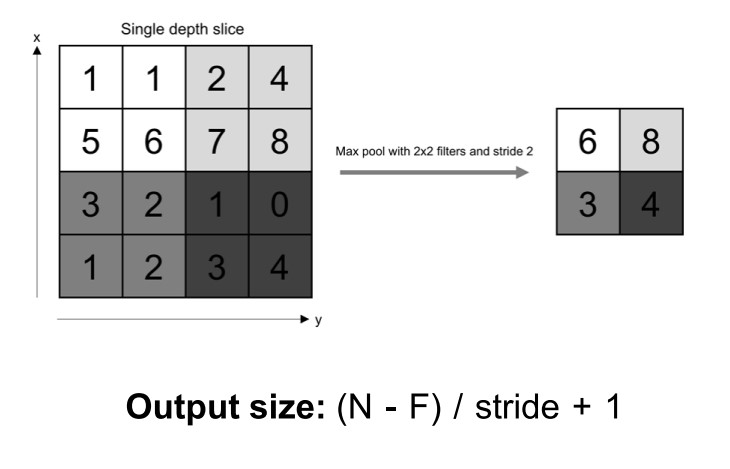 Single depth slice
x
1 1 2 4
5 6 7 8
3 2 1 0
1 2 3 4
y
Max pool with 2x2 filters and stride 2
6 8
3 4
Output size: (N - F) / stride + 1